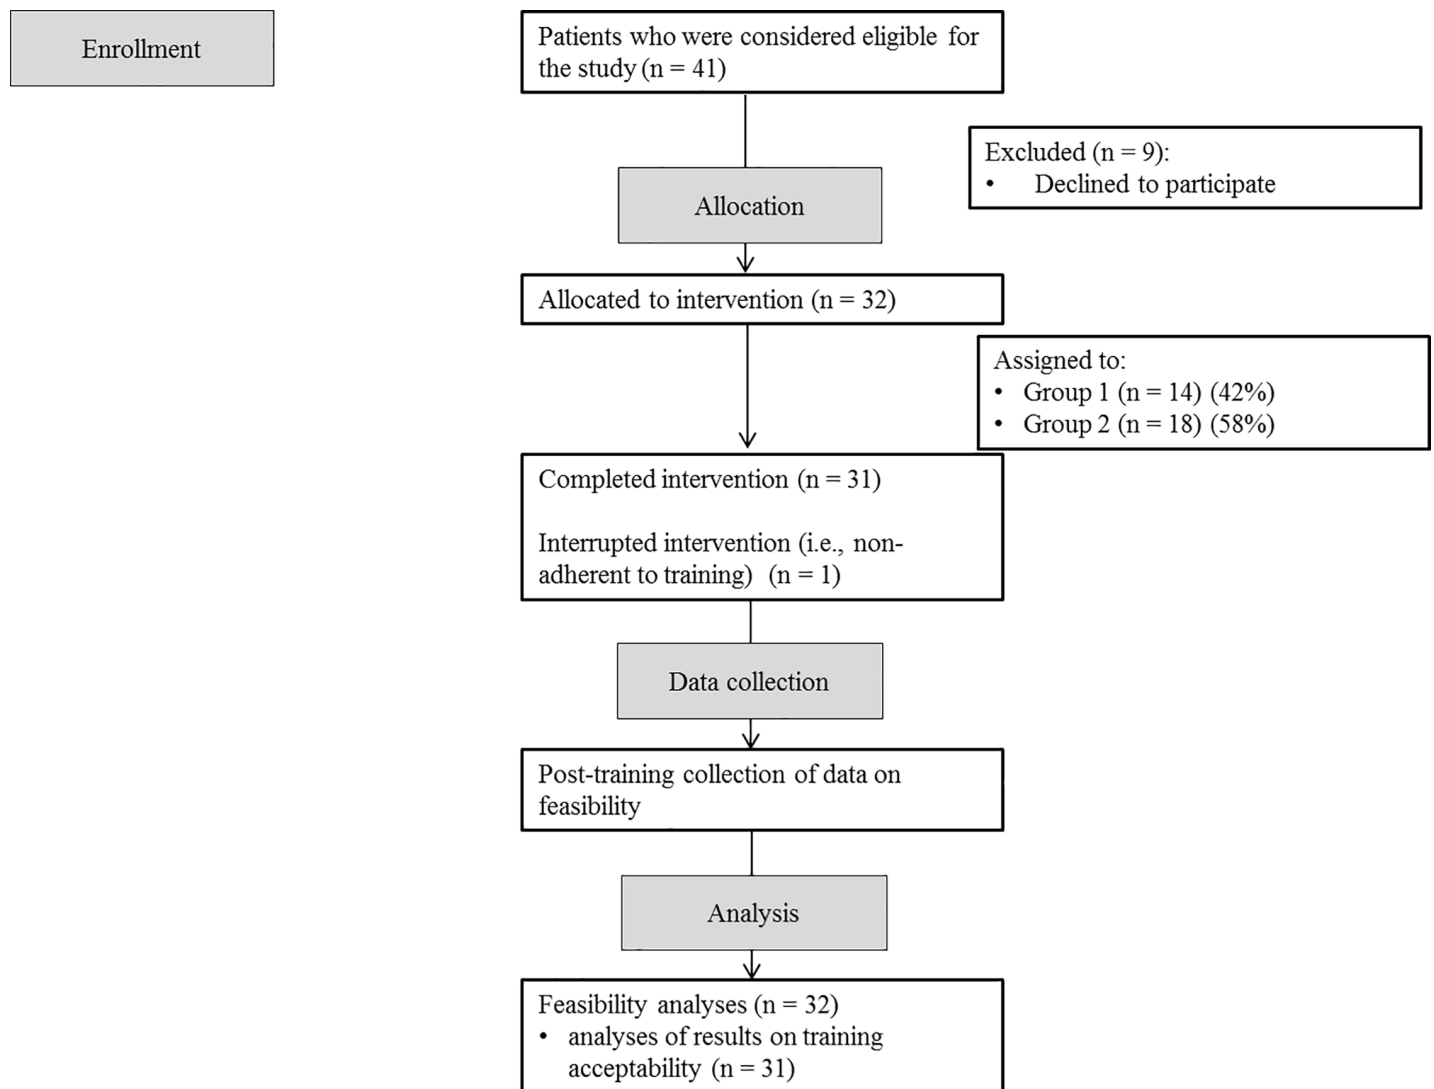 Enrollment
Patients who were considered eligible for
the study (n = 41)
Excluded (n = 9):
• Declined to participate
Allocation
Allocated to intervention (n = 32)
Assigned to:
• Group 1 (n = 14) (42%)
• Group 2 (n = 18) (58%)
Completed intervention (n = 31)
Interrupted intervention (i.e., non-
adherent to training) (n = 1)
Data collection
Post-training collection of data on
feasibility
Analysis
Feasibility analyses (n = 32)
• analyses of results on training
acceptability (n = 31)